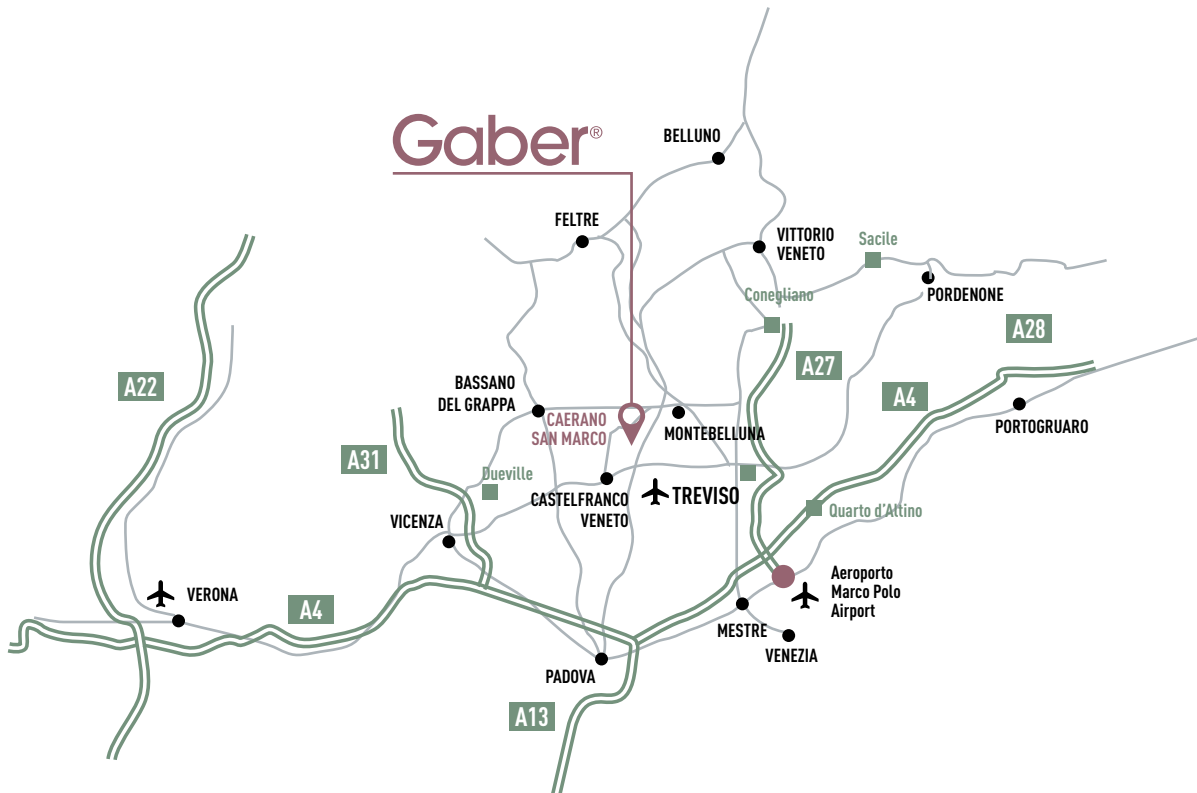 Gaber®
BELLUNO
FELTRE
VITTORIO
VENETO
Sacile
PORDENONE
Conegliano
A28
A27
A22
BASSANO
DEL GRAPPA
A4
CAERANO
SAN MARCO
MONTEBELLUNA
PORTOGRUARO
A31
Dueville
CASTELFRANCO
VENETO
TREVISO
Quarto d'Altino
VICENZA
Aeroporto
Marco Polo
Airport
VERONA
A4
MESTRE
VENEZIA
PADOVA
A13